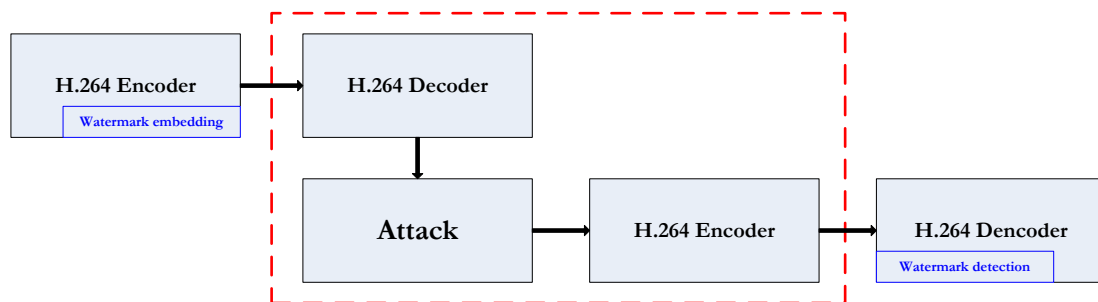 H.264 Encoder
Watermark embedding
H.264 Decoder
Attack
H.264 Encoder
H.264 Dencoder
Watermark detection